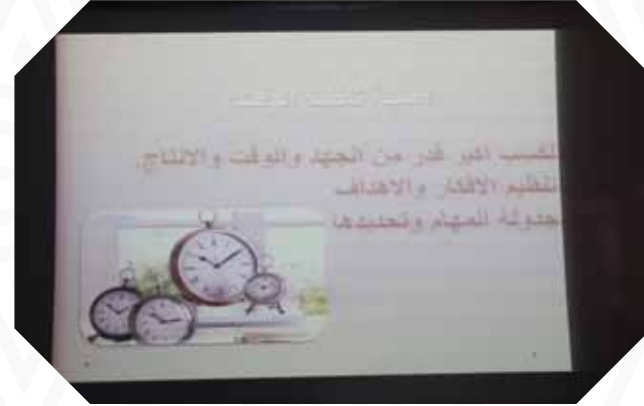 لكسب اكبر قدر من الجهد والوقت والانتاج.
تنظيم الافكار والاهداف
جدولة المهام وتحديدها